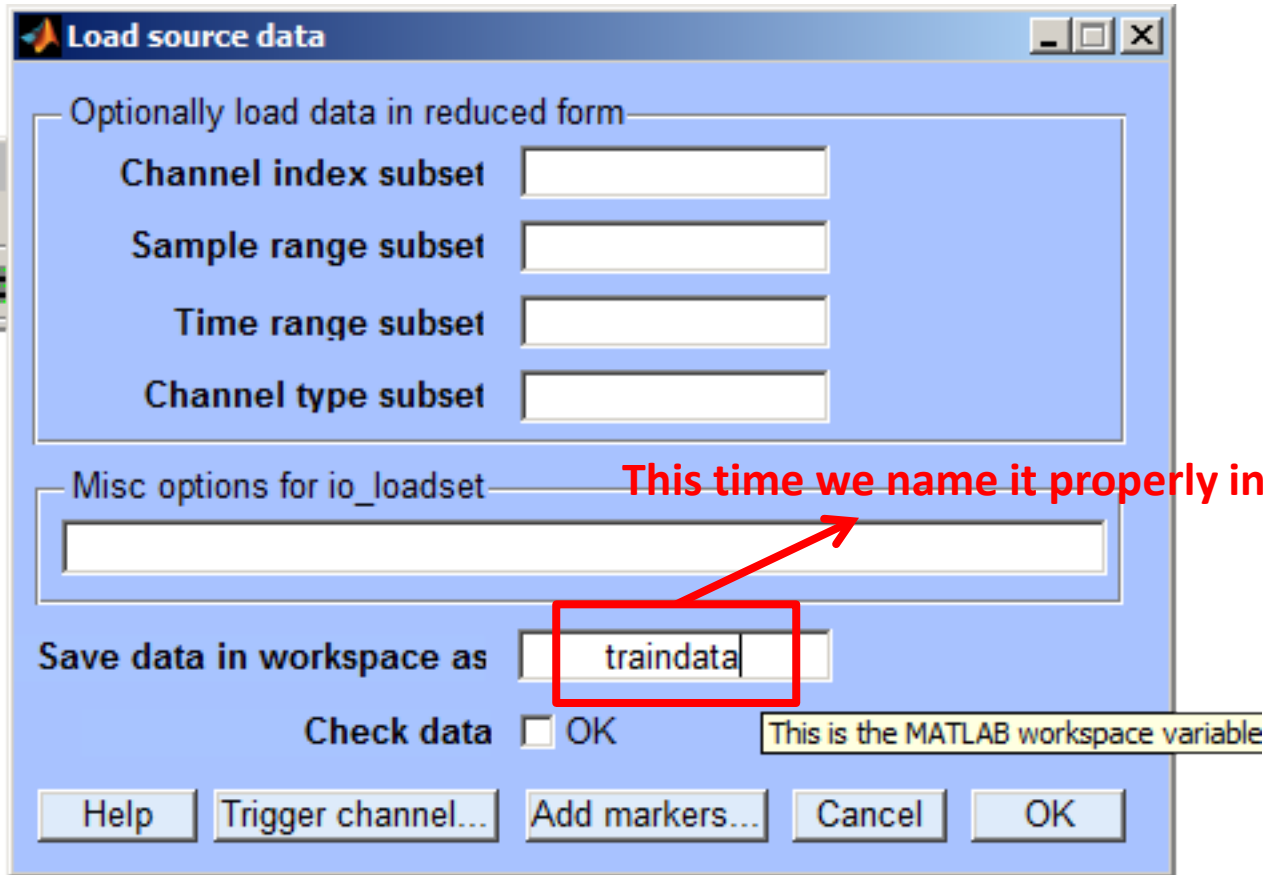 Load source data
Optionally load data in reduced form
Channel index subset
Sample range subset
Time range subset
Channel type subset
Misc options for io_loadset
This time we name it properly in
Save data in workspace as traindata
Check data OK
This is the MATLAB workspace variable
Help Trigger channel... Add markers... Cancel OK